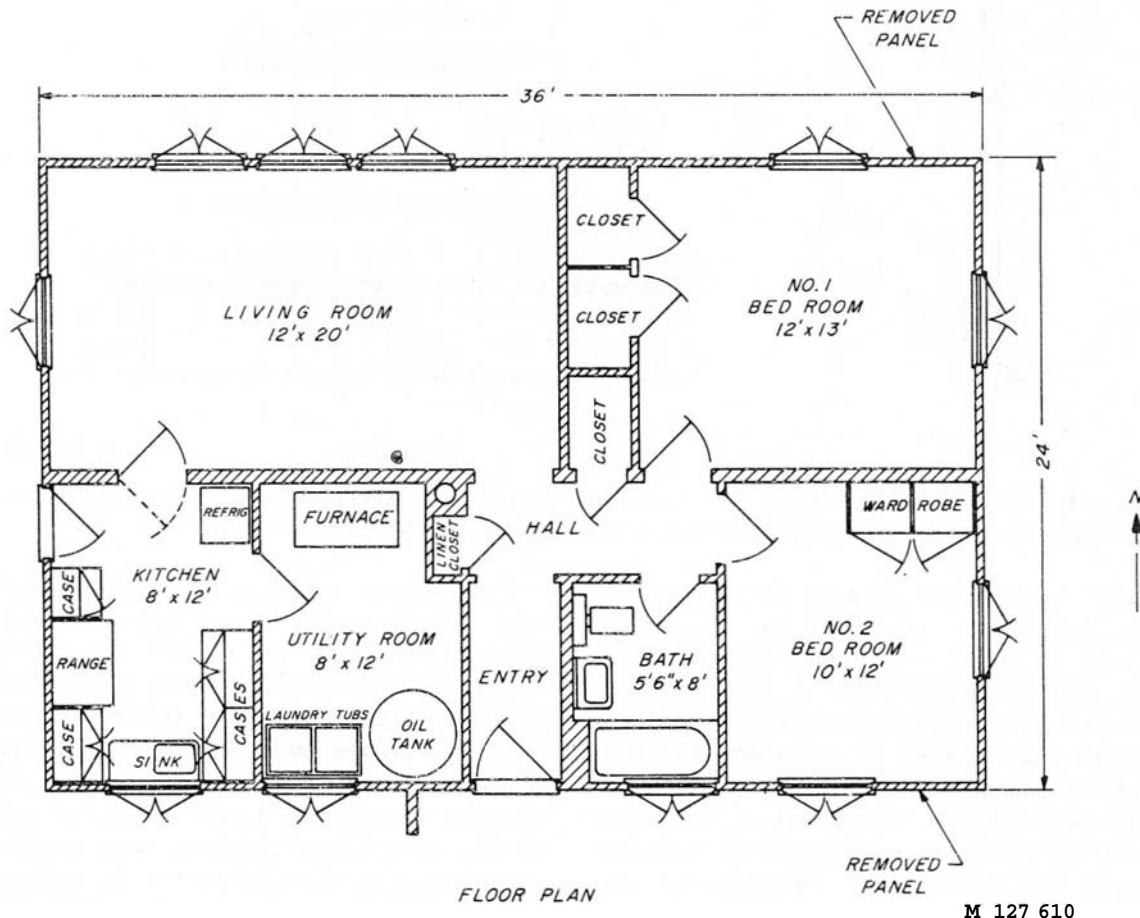 REMOVED
PANEL
36'
CLOSET
CLOSET
CLOSET
NO. 1
BED ROOM
12' x 13'
LIVING ROOM
12' x 20'
24'
N
REFRIG
FURNACE
LINEN
CLOSET
HALL
WARD ROBE
KITCHEN
8' x 12'
CASE
RANGE
CASE
CASES
CASES
SINK
UTILITY ROOM
8' x 12'
LAUNDRY TUBS
OIL
TANK
ENTRY
BATH
5'6" x 8'
NO. 2
BED ROOM
10' x 12'
REMOVED
PANEL
FLOOR PLAN
M 127 610